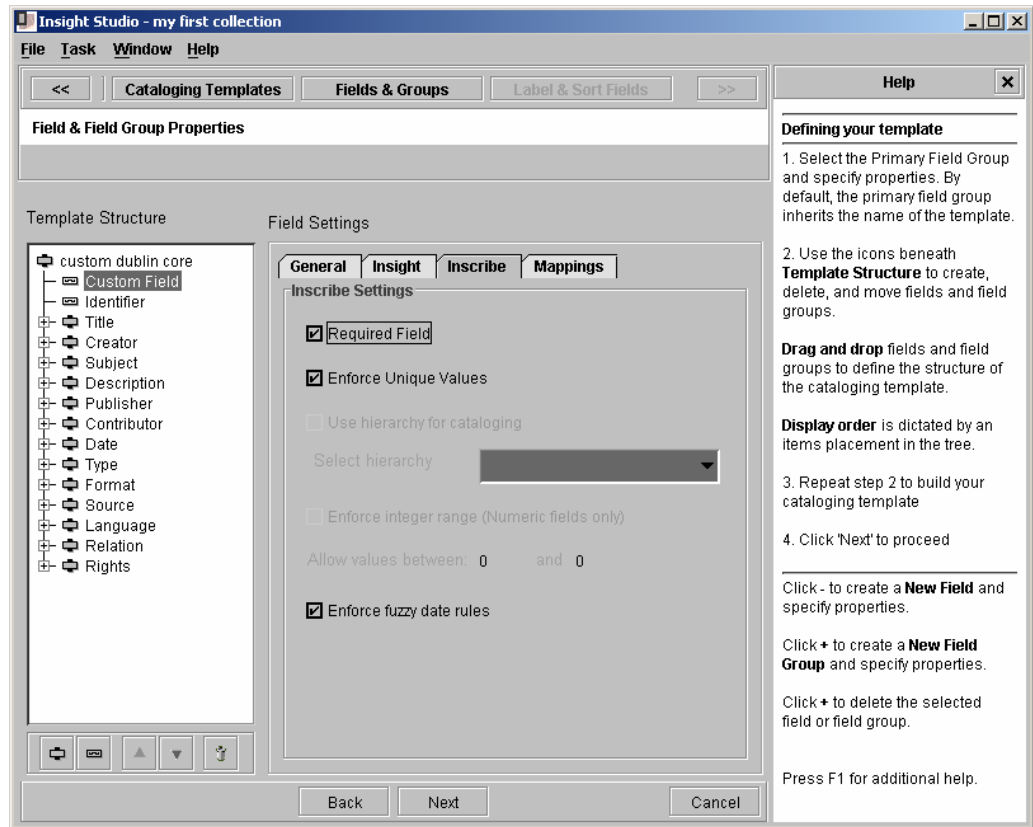 Insight Studio - my first collection
File Task Window Help
<< Cataloging Templates Fields & Groups Label & Sort Fields >>
Field & Field Group Properties
Template Structure
custom dublin core
Custom Field
Identifier
Title
Creator
Subject
Description
Publisher
Contributor
Date
Type
Format
Source
Language
Relation
Rights
Field Settings
General Insight Inscribe Mappings
Inscribe Settings
Required Field
Enforce Unique Values
Use hierarchy for cataloging
Select hierarchy
Enforce integer range (Numeric fields only)
Allow values between: 0 and 0
Enforce fuzzy date rules
Back Next Cancel
Help
Defining your template
1. Select the Primary Field Group
and specify properties. By
default, the primary field group
inherits the name of the template.
2. Use the icons beneath
Template Structure to create,
delete, and move fields and field
groups.
Drag and drop fields and field
groups to define the structure of
the cataloging template.
Display order is dictated by an
items placement in the tree.
3. Repeat step 2 to build your
cataloging template
4. Click 'Next' to proceed
Click - to create a New Field and
specify properties.
Click + to create a New Field
Group and specify properties.
Click + to delete the selected
field or field group.
Press F1 for additional help.